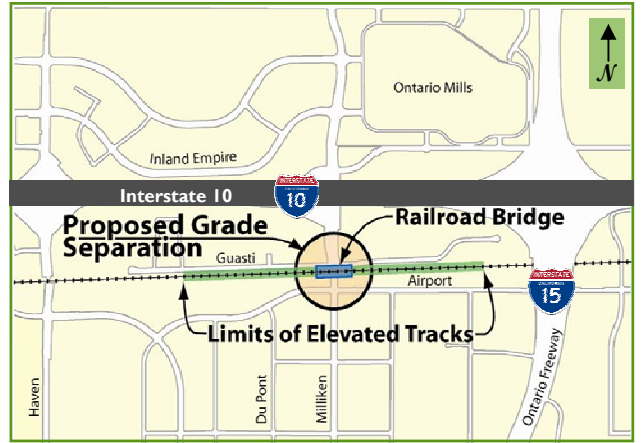 N
Ontario Mills
Inland Empire
Interstate 10
INTERSTATE
CALIFORNIA
10
Proposed Grade
Separation
Railroad Bridge
Guasti
Airport
INTERSTATE
CALIFORNIA
15
Limits of Elevated Tracks
Haven
Du Pont
Milliken
Ontario Freeway